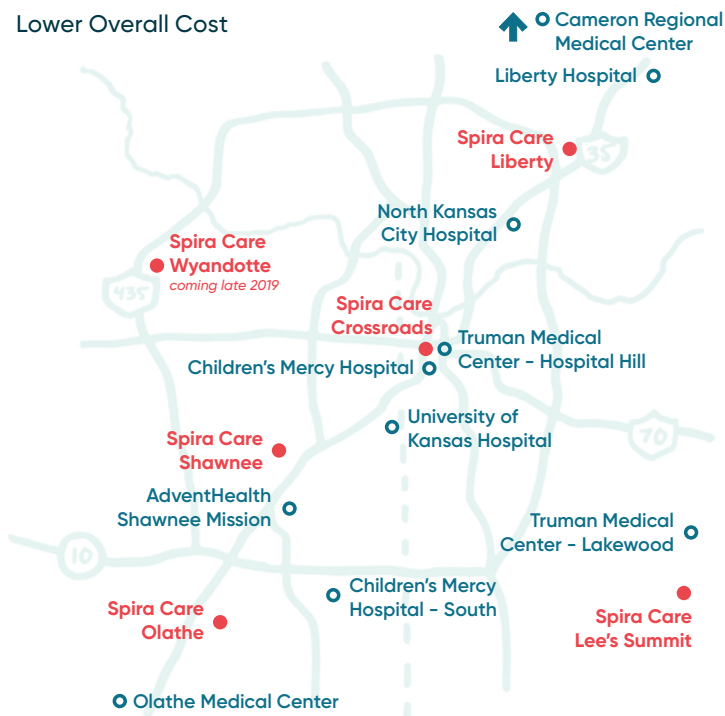 Lower Overall Cost
Cameron Regional
Medical Center
Liberty Hospital
Spira Care
Liberty
35
North Kansas
City Hospital
Spira Care
Wyandotte
coming late 2019
435
Spira Care
Crossroads
Truman Medical
Center - Hospital Hill
Children's Mercy Hospital
University of
Kansas Hospital
70
Spira Care
Shawnee
AdventHealth
Shawnee Mission
Truman Medical
Center - Lakewood
10
Children's Mercy
Hospital - South
Spira Care
Olathe
Spira Care
Lee's Summit
Olathe Medical Center